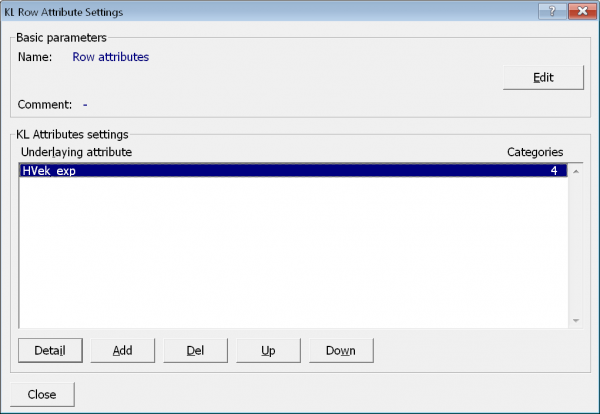 KL Row Attribute Settings
Basic parameters
Name: Row attributes
Edit
Comment: -
KL Attributes settings
Underlaying attribute Categories
HVek_exp 4
Detail Add Del Up Down
Close